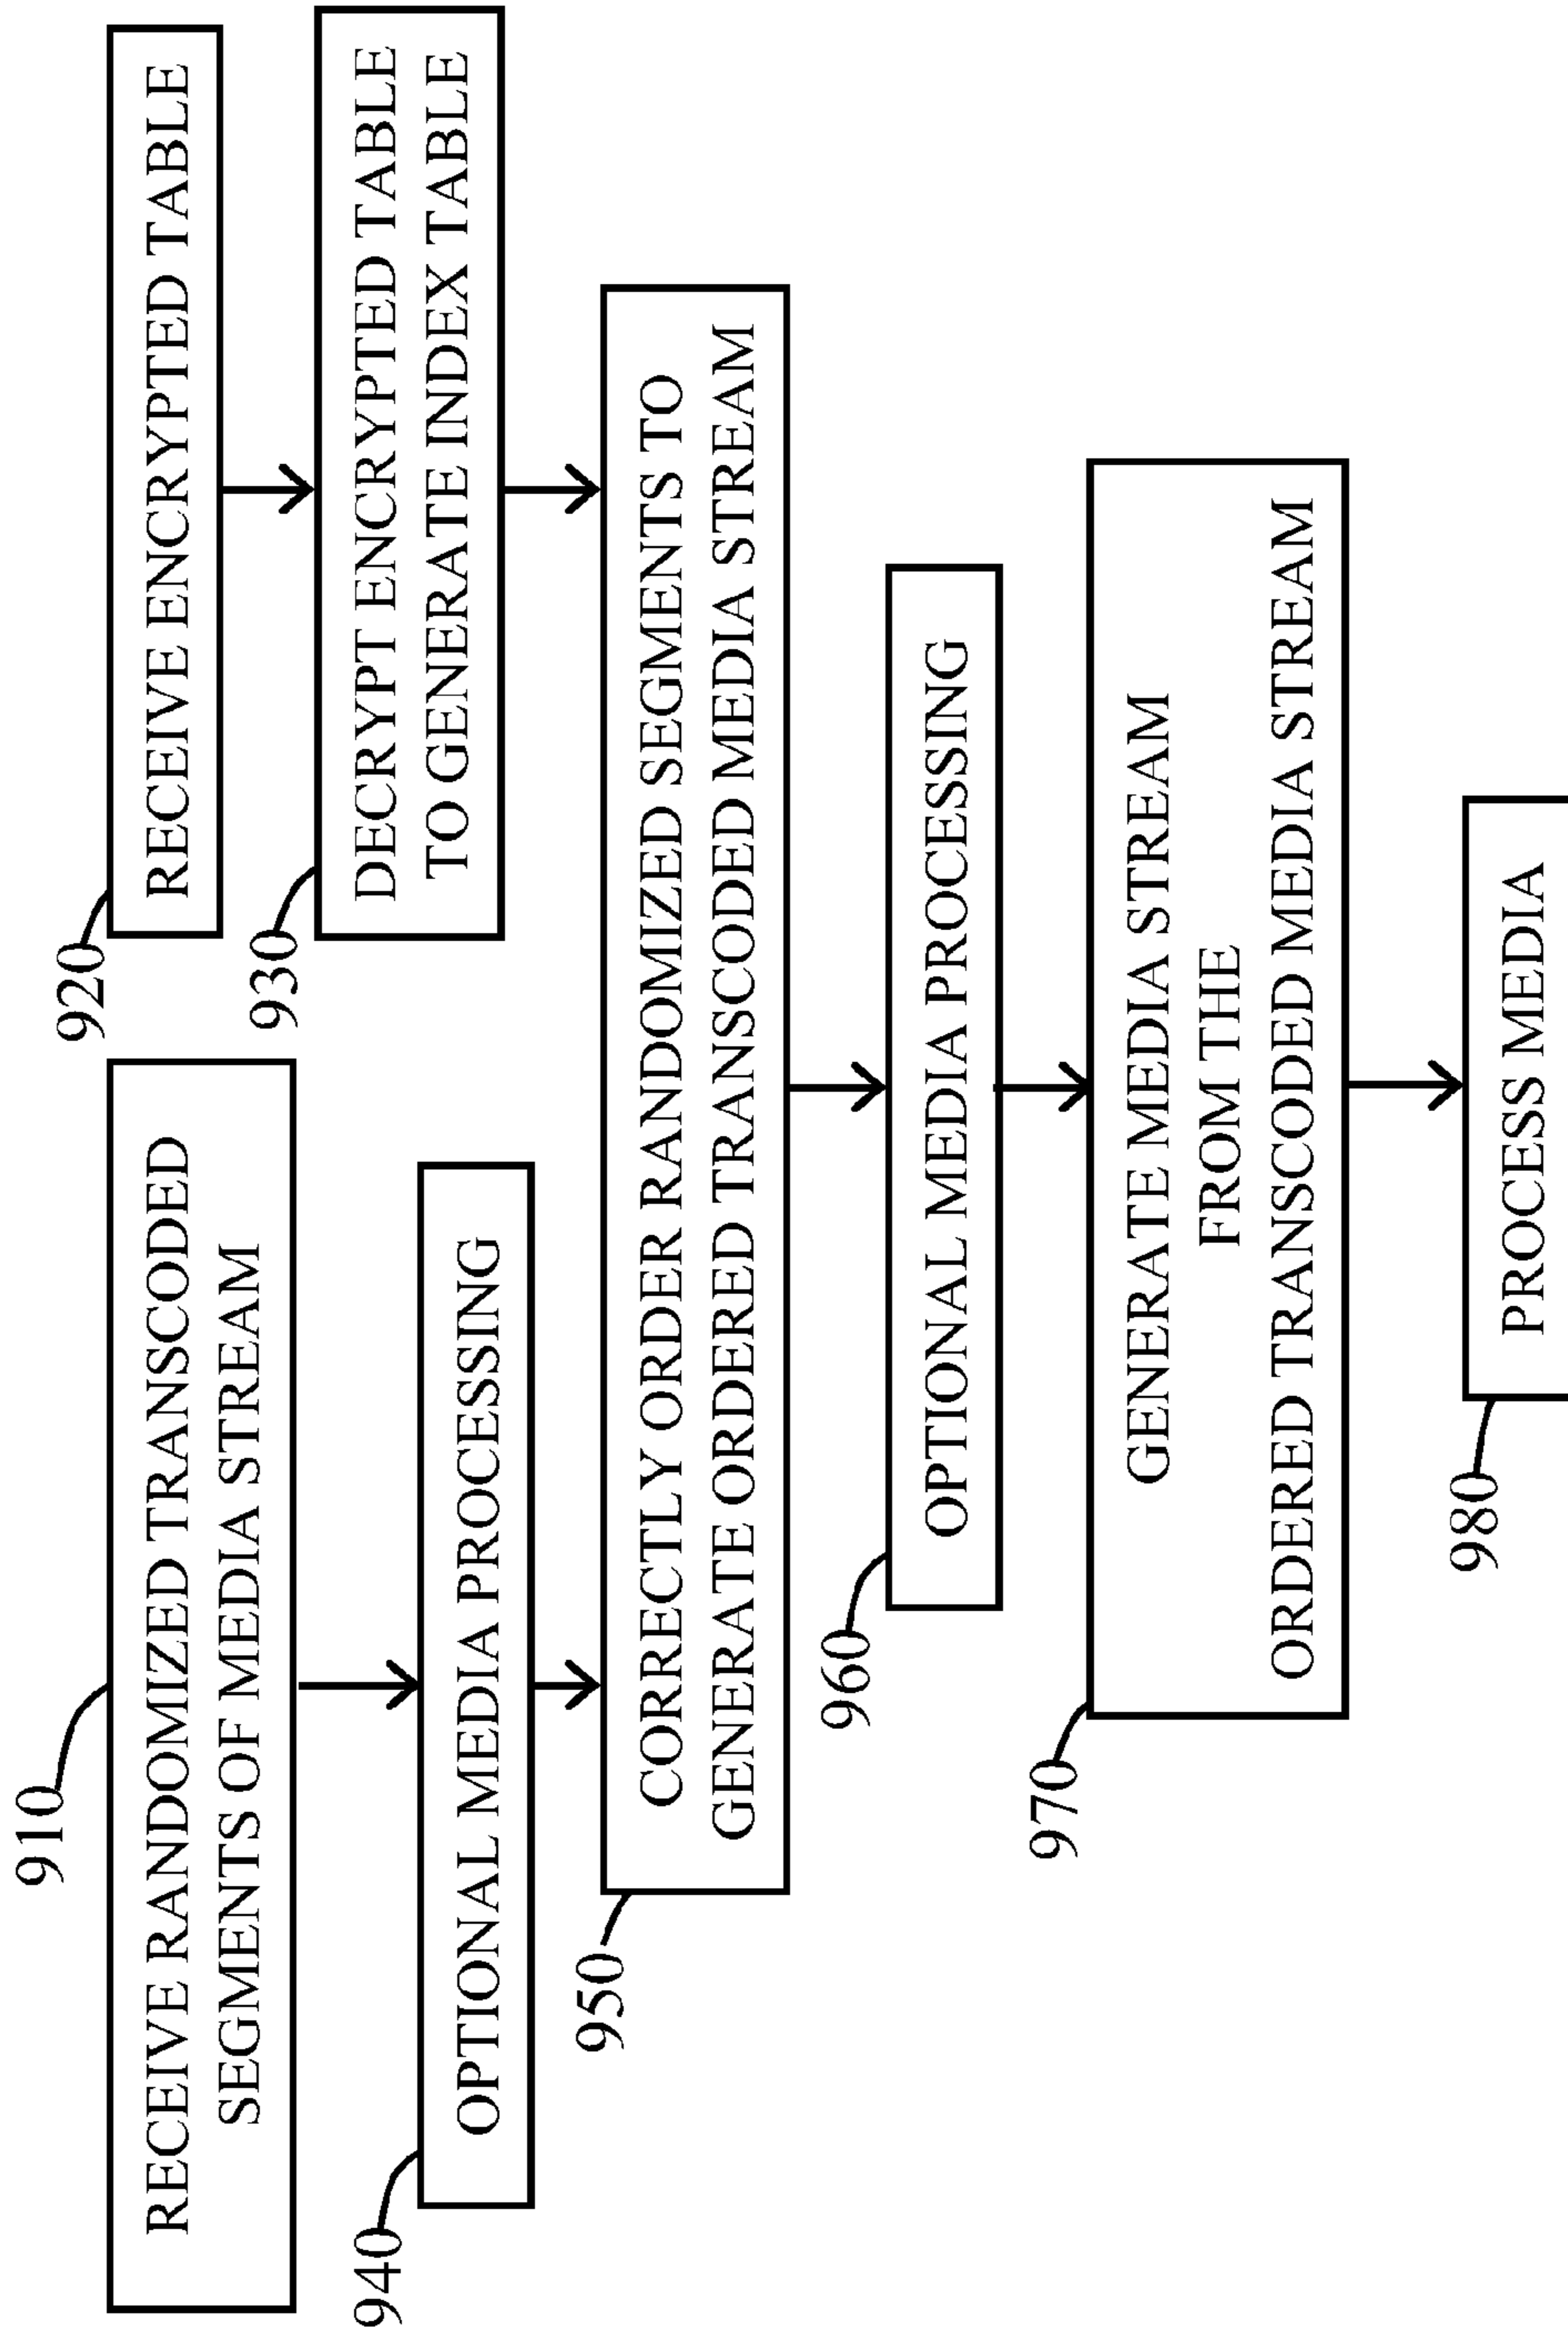 910
RECEIVE RANDOMIZED TRANSCODED
SEGMENTS OF MEDIA STREAM
920
RECEIVE ENCRYPTED TABLE
930
DECRYPT ENCRYPTED TABLE
TO GENERATE INDEX TABLE
940
OPTIONAL MEDIA PROCESSING
950
CORRECTLY ORDER RANDOMIZED SEGMENTS TO
GENERATE ORDERED TRANSCODED MEDIA STREAM
960
OPTIONAL MEDIA PROCESSING
970
GENERATE MEDIA STREAM
FROM THE
ORDERED TRANSCODED MEDIA STREAM
980
PROCESS MEDIA